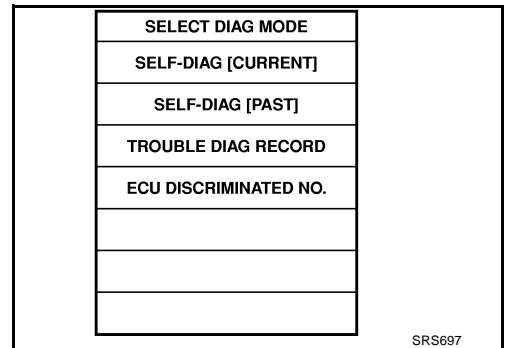 SELECT DIAG MODE
SELF-DIAG [CURRENT]
SELF-DIAG [PAST]
TROUBLE DIAG RECORD
ECU DISCRIMINATED NO.
SRS697